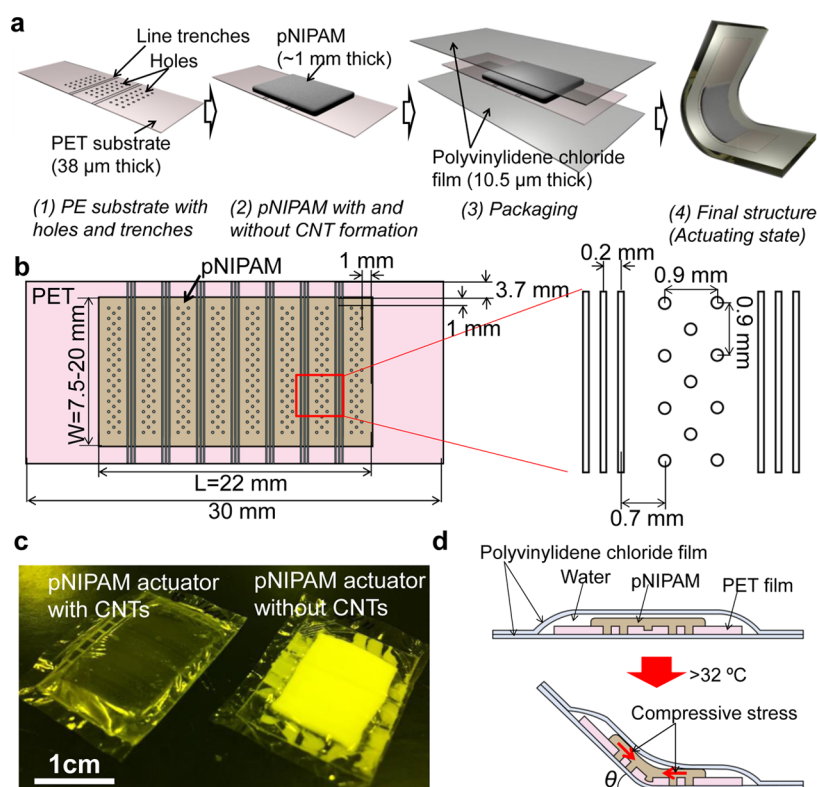 a
Line trenches
Holes
PET substrate
(38 µm thick)
pNIPAM
(~1 mm thick)
Polyvinylidene chloride
film (10.5 µm thick)
(1) PE substrate with
holes and trenches
(2) pNIPAM with and
without CNT formation
(3) Packaging
(4) Final structure
(Actuating state)
b
PET
pNIPAM
1 mm
3.7 mm
1 mm
W=7.5-20 mm
L=22 mm
30 mm
0.2 mm
0.9 mm
0.9 mm
0.7 mm
c
pNIPAM actuator
with CNTs
pNIPAM actuator
without CNTs
1cm
d
Polyvinylidene chloride film
Water
pNIPAM
PET film
>32 ºC
Compressive stress
θ